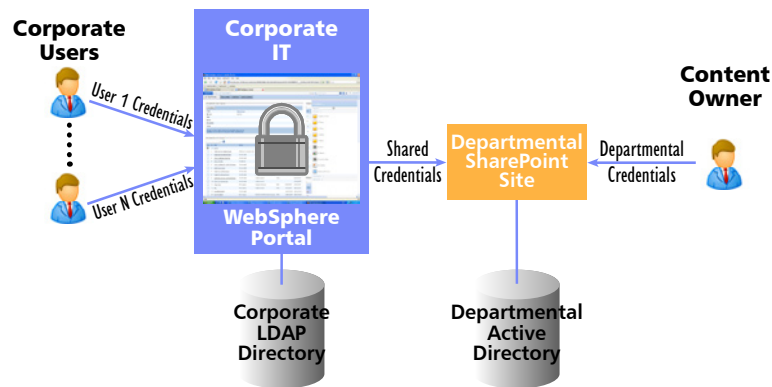 Corporate
Users
User 1 Credentials
User N Credentials
Corporate
IT
WebSphere
Portal
Corporate
LDAP
Directory
Shared
Credentials
Departmental
SharePoint
Site
Departmental
Active
Directory
Departmental
Credentials
Content
Owner